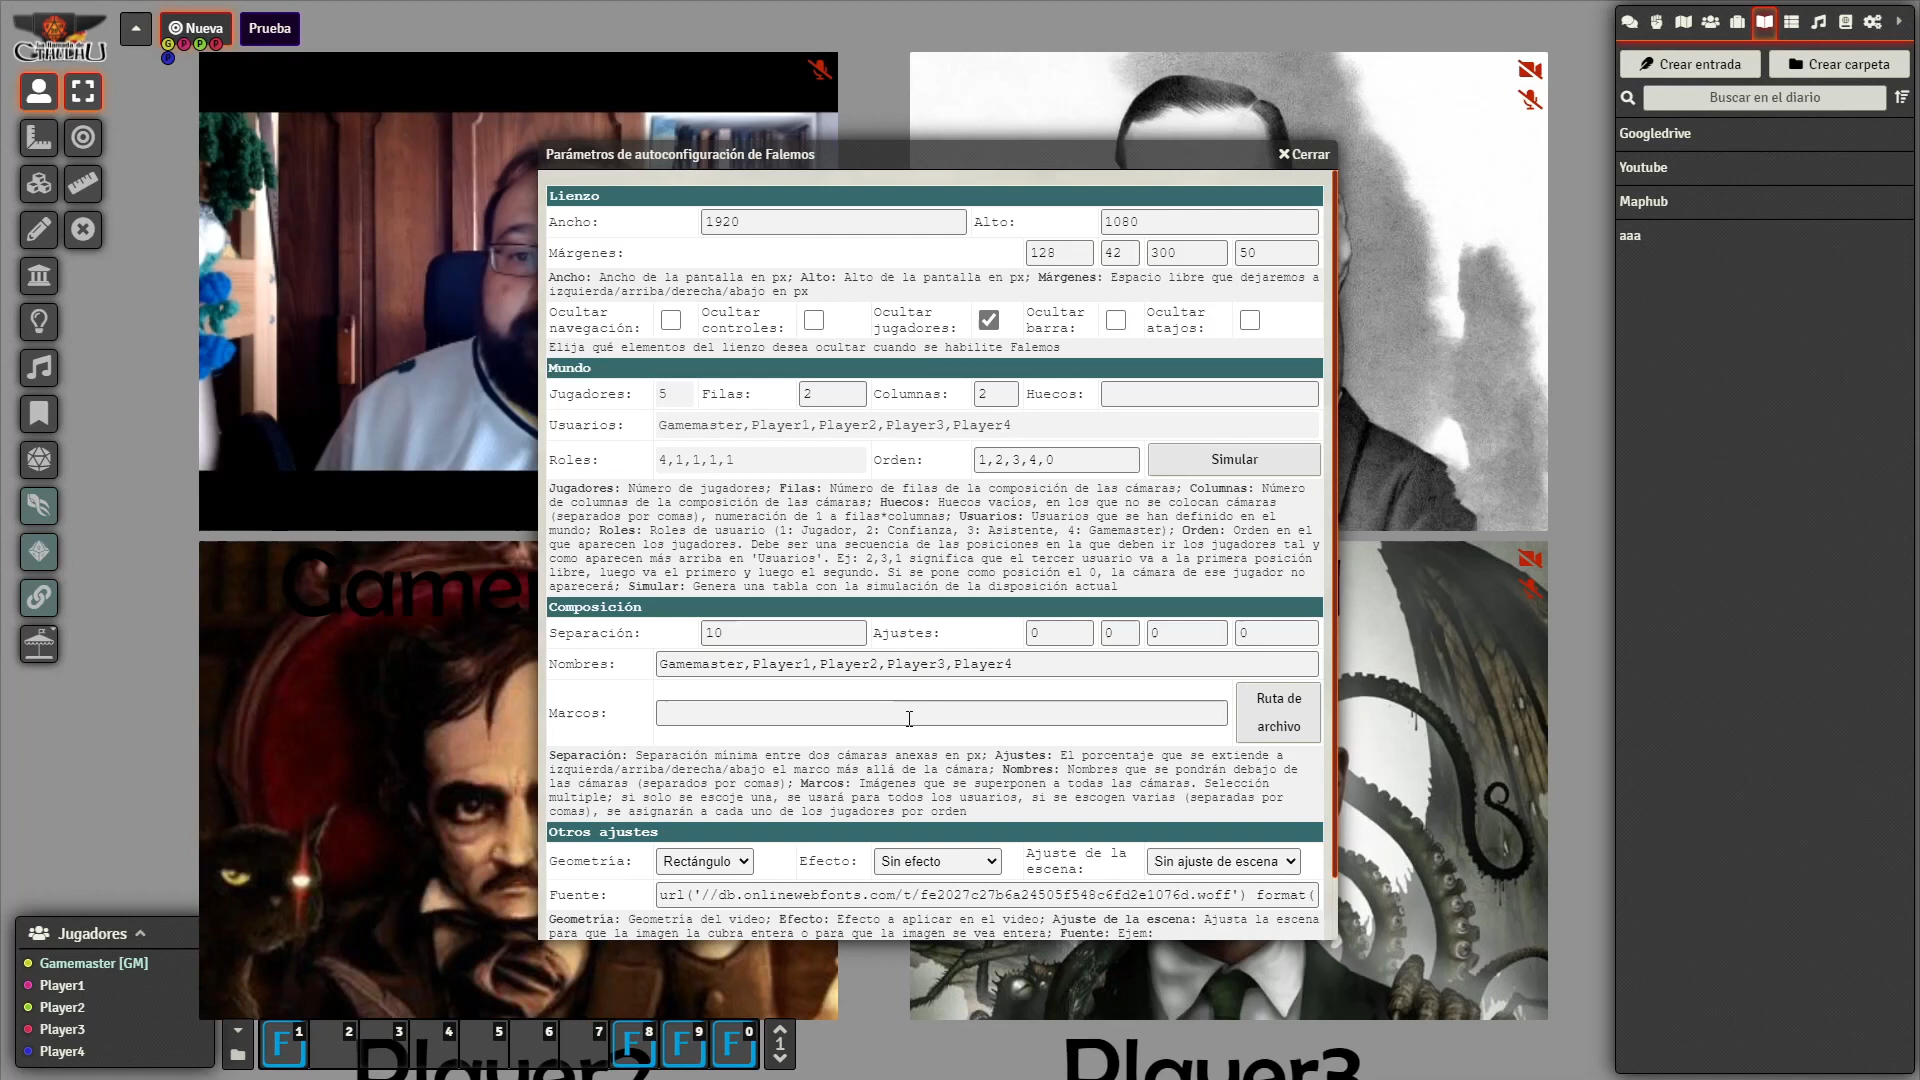 La llamada de
CTHULHU
Nueva
G P P P
P
Prueba
Crear entrada
Crear carpeta
Buscar en el diario
Googledrive
Youtube
Maphub
aaa
Parámetros de autoconfiguración de Falemos
Cerrar
Lienzo
Ancho: 1920 Alto: 1080
Márgenes: 128 42 300 50
Ancho: Ancho de la pantalla en px; Alto: Alto de la pantalla en px; Márgenes: Espacio libre que dejaremos a
izquierda/arriba/derecha/abajo en px
Ocultar navegación: Ocultar controles: Ocultar jugadores: Ocultar barra: Ocultar atajos:
Elija qué elementos del lienzo desea ocultar cuando se habilite Falemos
Mundo
Jugadores: 5 Filas: 2 Columnas: 2 Huecos:
Usuarios: Gamemaster,Player1,Player2,Player3,Player4
Roles: 4,1,1,1,1 Orden: 1,2,3,4,0 Simular
Jugadores: Número de jugadores; Filas: Número de filas de la composición de las cámaras; Columnas: Número
de columnas de la composición de las cámaras; Huecos: Huecos vacíos, en los que no se colocan cámaras
(separados por comas), numeración de 1 a filas*columnas; Usuarios: Usuarios que se han definido en el
mundo; Roles: Roles de usuario (1: Jugador, 2: Confianza, 3: Asistente, 4: Gamemaster); Orden: Orden en el
que aparecen los jugadores. Debe ser una secuencia de las posiciones en la que deben ir los jugadores tal y
como aparecen más arriba en 'Usuarios'. Ej: 2,3,1 significa que el tercer usuario va a la primera posición
libre, luego va el primero y luego el segundo. Si se pone como posición el 0, la cámara de ese jugador no
aparecerá; Simular: Genera una tabla con la simulación de la disposición actual
Composición
Separación: 10 Ajustes: 0 0 0 0
Nombres: Gamemaster,Player1,Player2,Player3,Player4
Marcos:
Ruta de
archivo
Separación: Separación mínima entre dos cámaras anexas en px; Ajustes: El porcentaje que se extiende a
izquierda/arriba/derecha/abajo el marco más allá de la cámara; Nombres: Nombres que se pondrán debajo de
las cámaras (separados por comas); Marcos: Imágenes que se superponen a todas las cámaras. Selección
multiple; si solo se escoje una, se usará para todos los usuarios, si se escogen varias (separadas por
comas), se asignarán a cada uno de los jugadores por orden
Otros ajustes
Geometría: Rectángulo Efecto: Sin efecto Ajuste de la escena: Sin ajuste de escena
Fuente: url('//db.onlinewebfonts.com/t/fe2027c27b6a24505f548c6fd2e1076d.woff') format(
Geometría: Geometría del video; Efecto: Efecto a aplicar en el video; Ajuste de la escena: Ajusta la escena
para que la imagen la cubra entera o para que la imagen se vea entera; Fuente: Ejem:
Gamer
Jugadores
Gamemaster [GM]
Player1
Player2
Player3
Player4
F 1 2 3 4 5 6 7 F 8 F 9 F 0
1
Player2
Player3